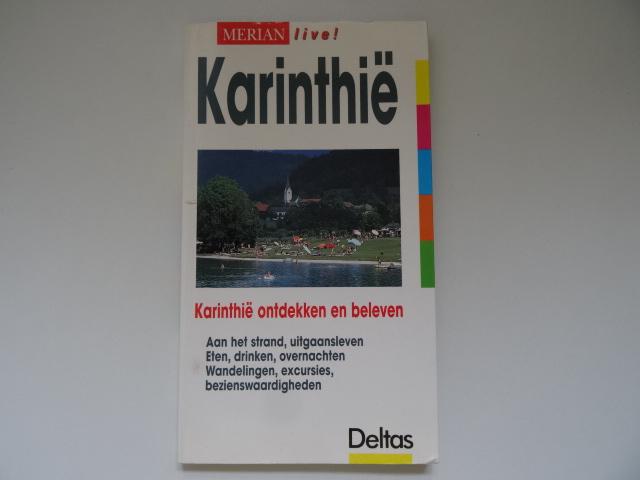 MERIAN live!
Karinthië
Karinthië ontdekken en beleven
Aan het strand, uitgaansleven
Eten, drinken, overnachten
Wandelingen, excursies,
bezienswaardigheden
Deltas